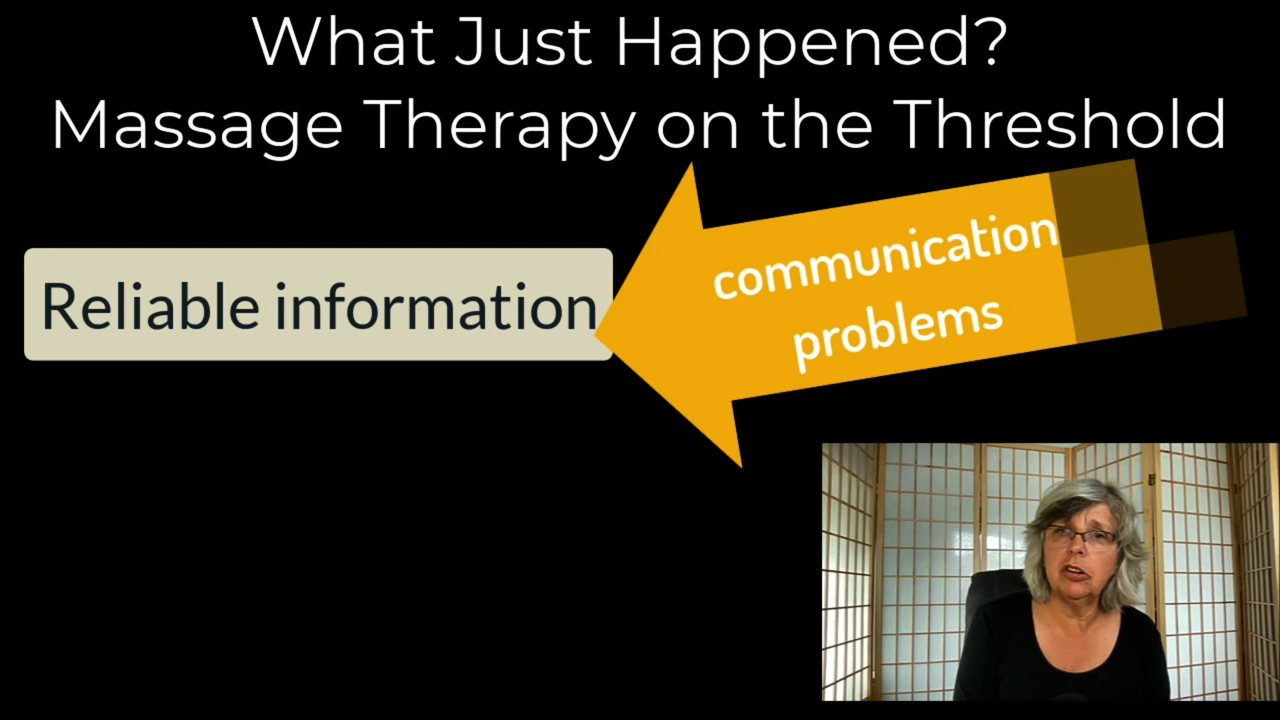 What Just Happened?
Massage Therapy on the Threshold
Reliable information
communication
problems